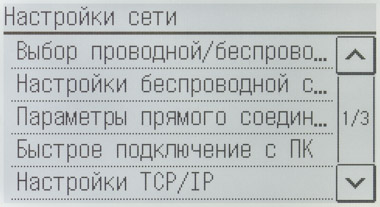 Настройки сети
Выбор проводной/беспрово...
Настройки беспроводной с...
Параметры прямого соедин...
1/3
Быстрое подключение с ПК
Настройки TCP/IP